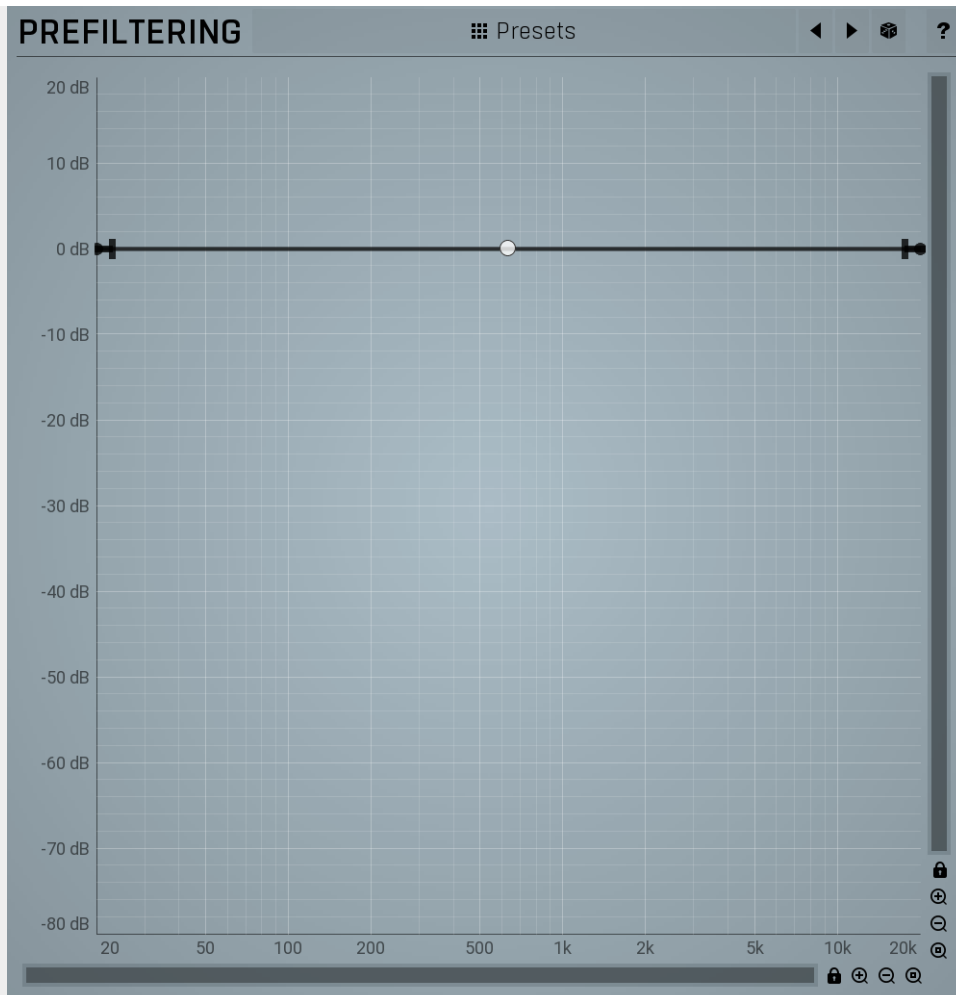 PREFILTERING Presets ?
20 dB
10 dB
0 dB
-10 dB
-20 dB
-30 dB
-40 dB
-50 dB
-60 dB
-70 dB
-80 dB
20 50 100 200 500 1k 2k 5k 10k 20k